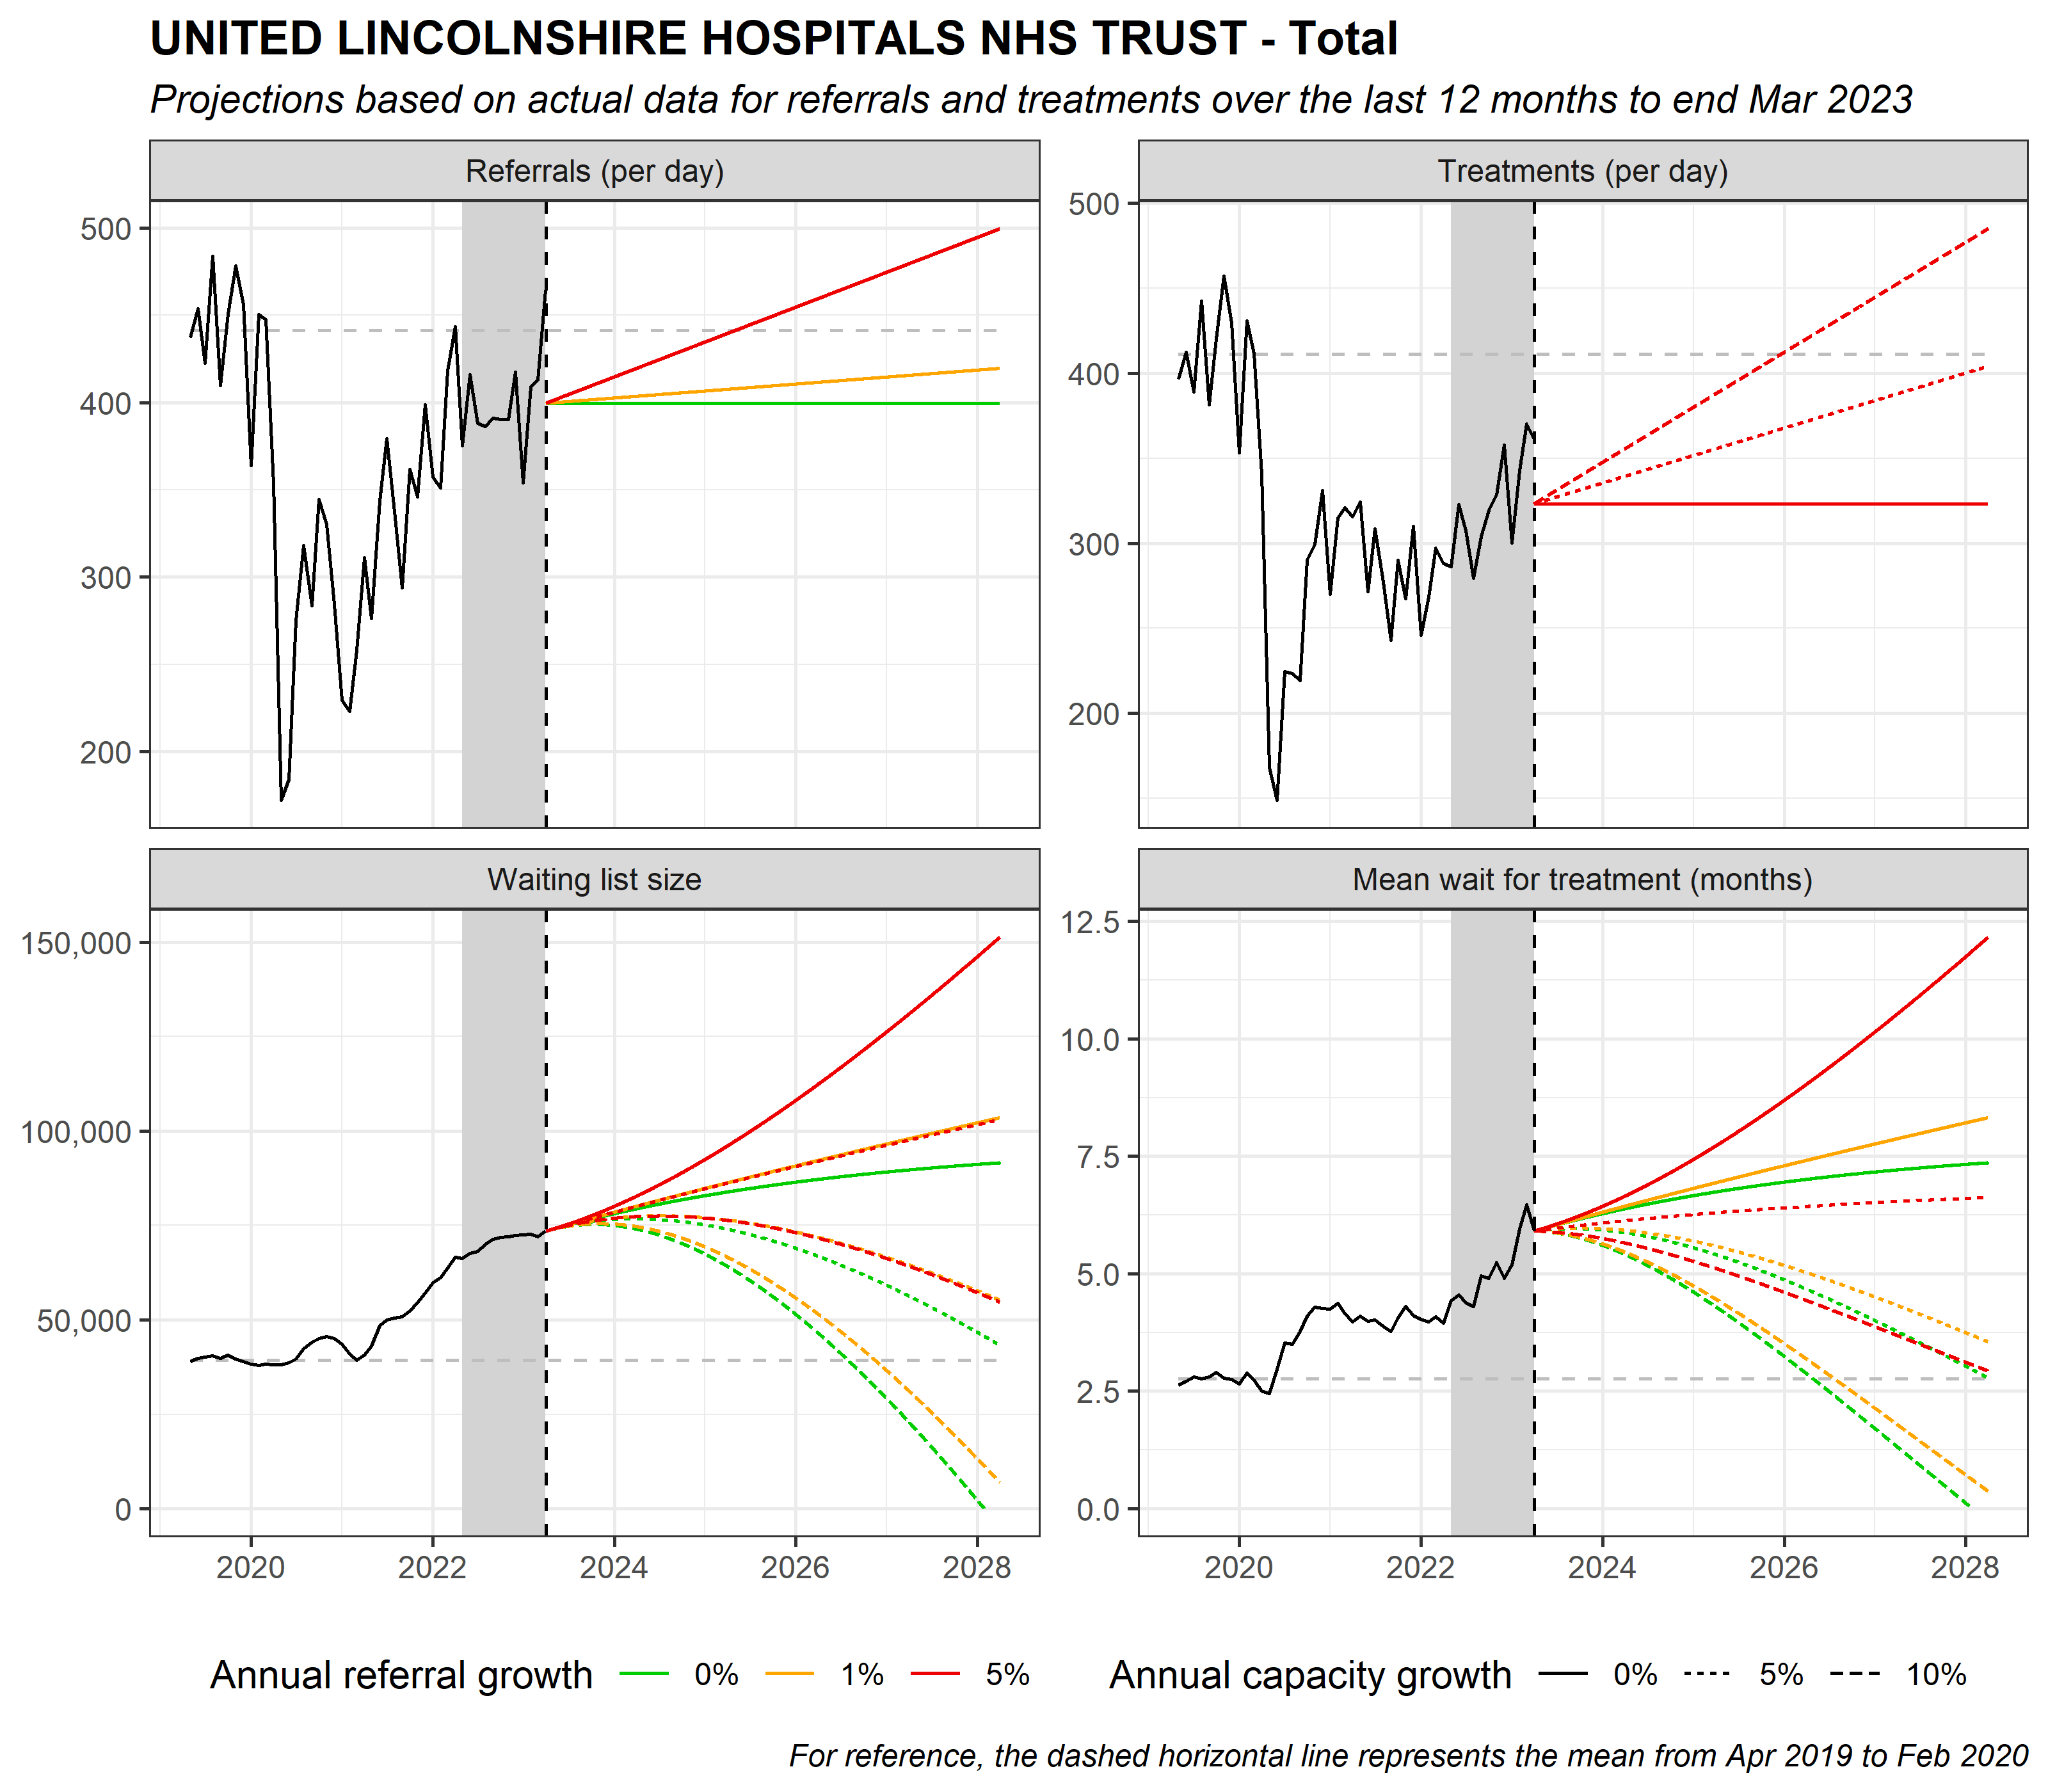 UNITED LINCOLNSHIRE HOSPITALS NHS TRUST - Total
Projections based on actual data for referrals and treatments over the last 12 months to end Mar 2023
Referrals (per day)
500
400
300
200
Treatments (per day)
500
400
300
200
Waiting list size
150,000
100,000
50,000
0
2020 2022 2024 2026 2028
Mean wait for treatment (months)
12.5
10.0
7.5
5.0
2.5
0.0
2020 2022 2024 2026 2028
Annual referral growth 0% 1% 5%
Annual capacity growth 0% 5% 10%
For reference, the dashed horizontal line represents the mean from Apr 2019 to Feb 2020